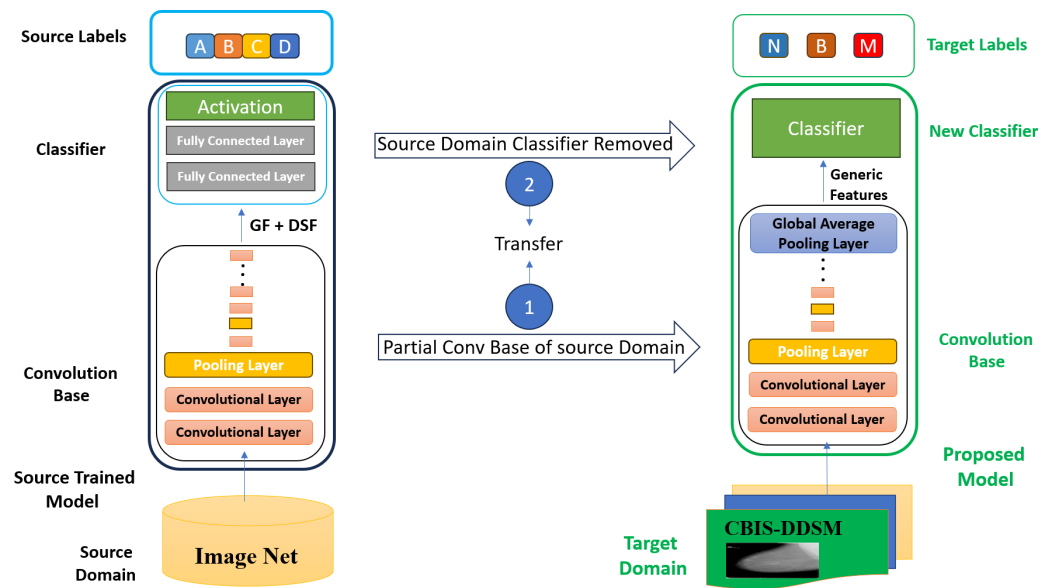 Source Labels
A B C D
Activation
Fully Connected Layer
Fully Connected Layer
Classifier
GF + DSF
Pooling Layer
Convolutional Layer
Convolutional Layer
Convolution
Base
Source Trained
Model
Image Net
Source
Domain
Source Domain Classifier Removed
2
Transfer
1
Partial Conv Base of source Domain
N B M
Target Labels
Classifier
New Classifier
Generic
Features
Global Average
Pooling Layer
Pooling Layer
Convolutional Layer
Convolutional Layer
Convolution
Base
Proposed
Model
CBIS-DDSM
Target
Domain